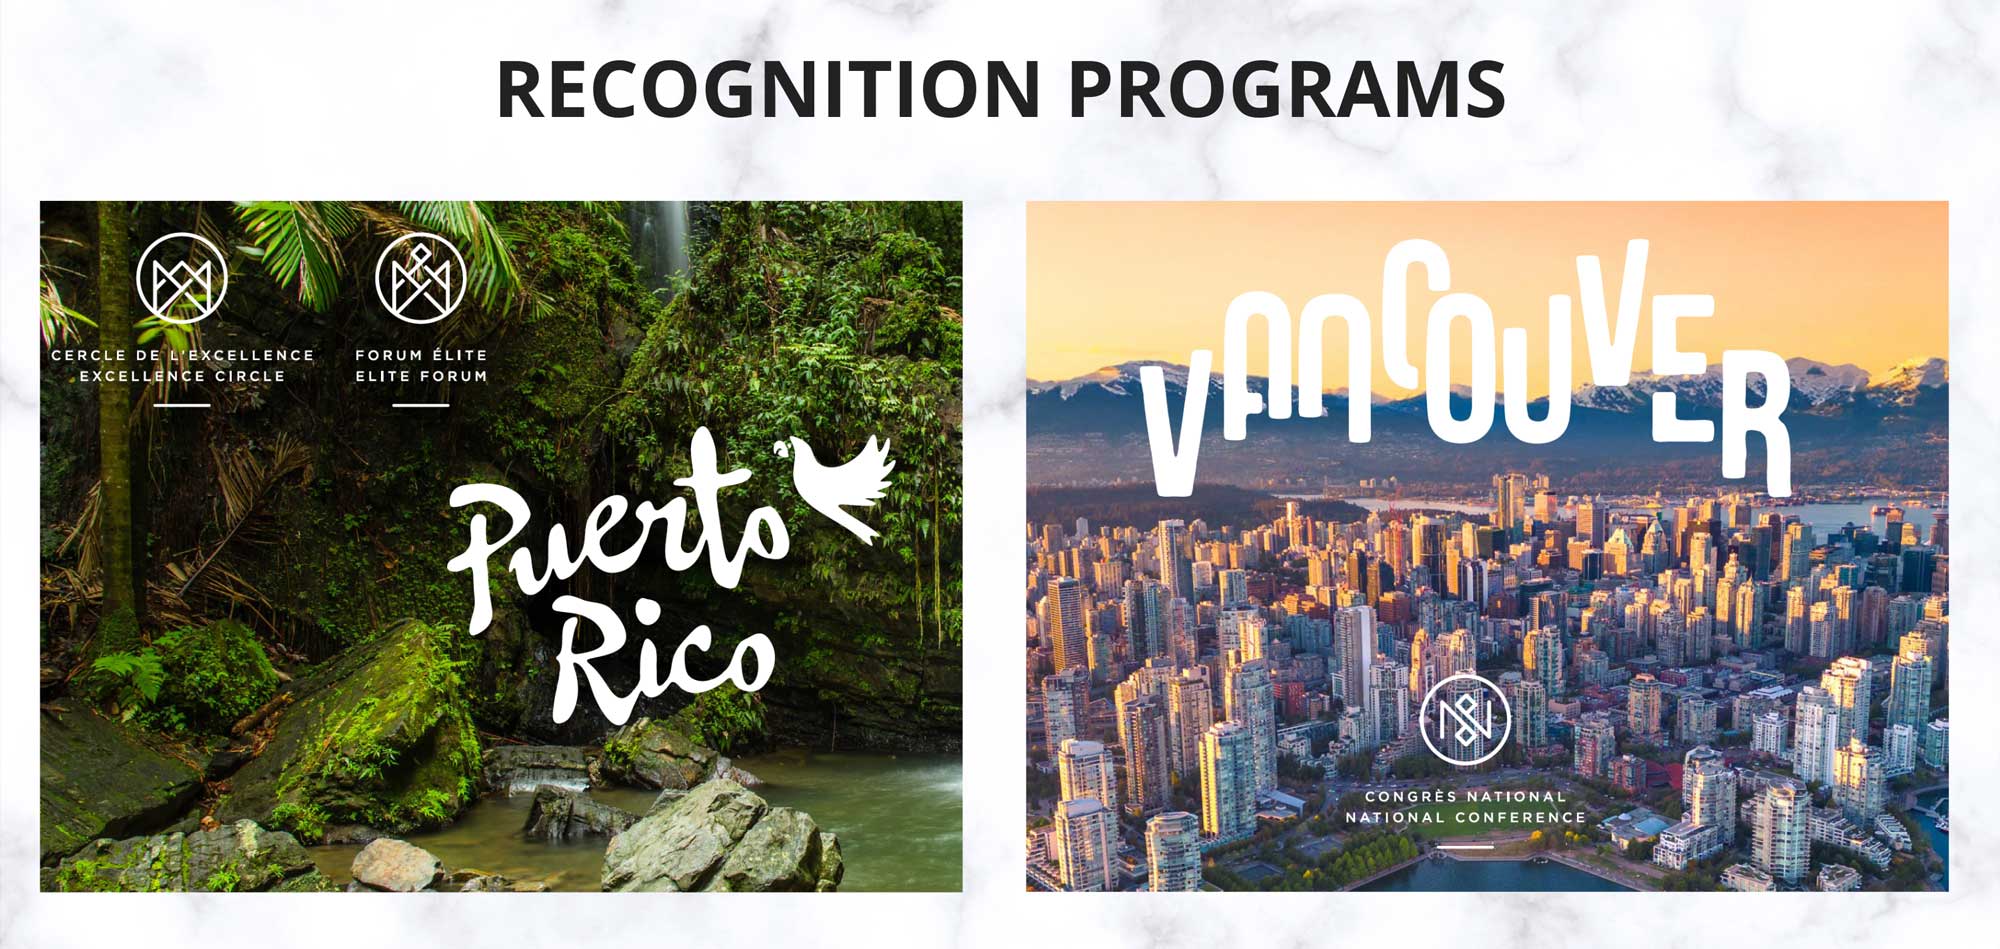 RECOGNITION PROGRAMS
CERCLE DE L'EXCELLENCE
EXCELLENCE CIRCLE
FORUM ÉLITE
ELITE FORUM
Puerto
Rico
VANCOUVER
CONGRÈS NATIONAL
NATIONAL CONFERENCE